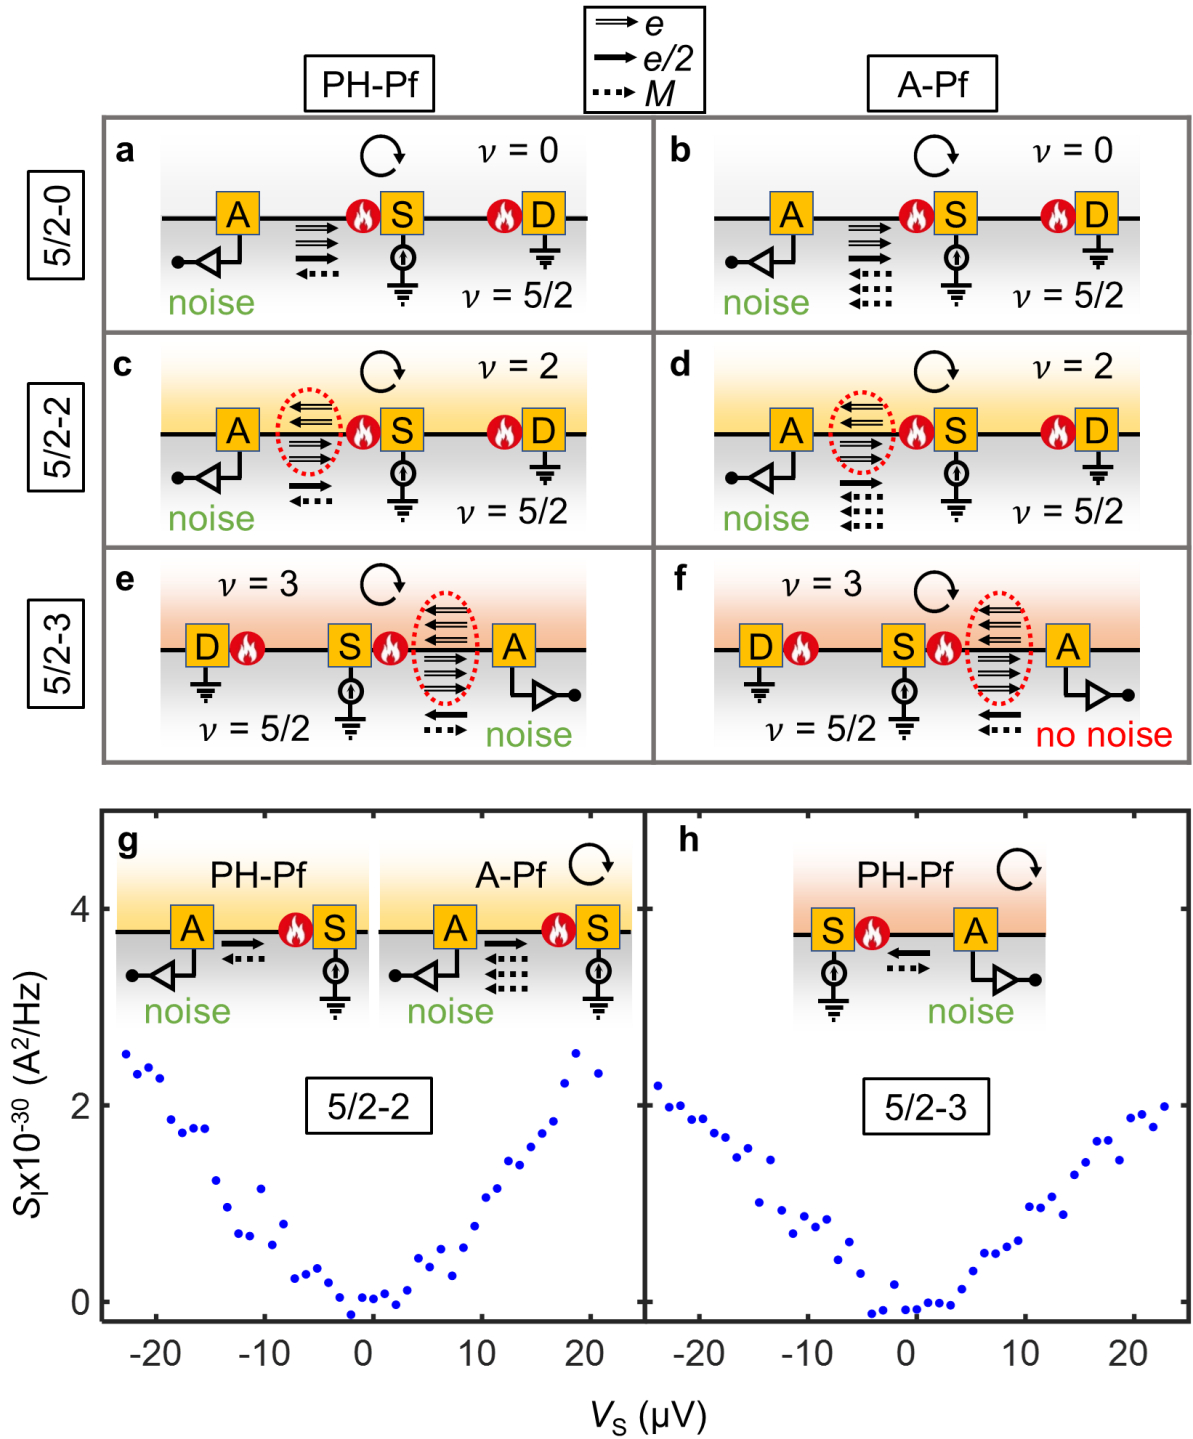 e
e/2
M
PH-Pf
A-Pf
5/2-0
a
ν = 0
A
S
D
noise
ν = 5/2
b
ν = 0
A
S
D
noise
ν = 5/2
5/2-2
c
ν = 2
A
S
D
noise
ν = 5/2
d
ν = 2
A
S
D
noise
ν = 5/2
5/2-3
e
ν = 3
D
S
A
ν = 5/2
noise
f
ν = 3
D
S
A
ν = 5/2
no noise
g
PH-Pf
A
S
noise
A-Pf
A
S
noise
5/2-2
h
PH-Pf
S
A
noise
5/2-3
4
2
0
S_I x10^-30 (A^2/Hz)
-20 -10 0 10 20
-20 -10 0 10 20
V_S (μV)